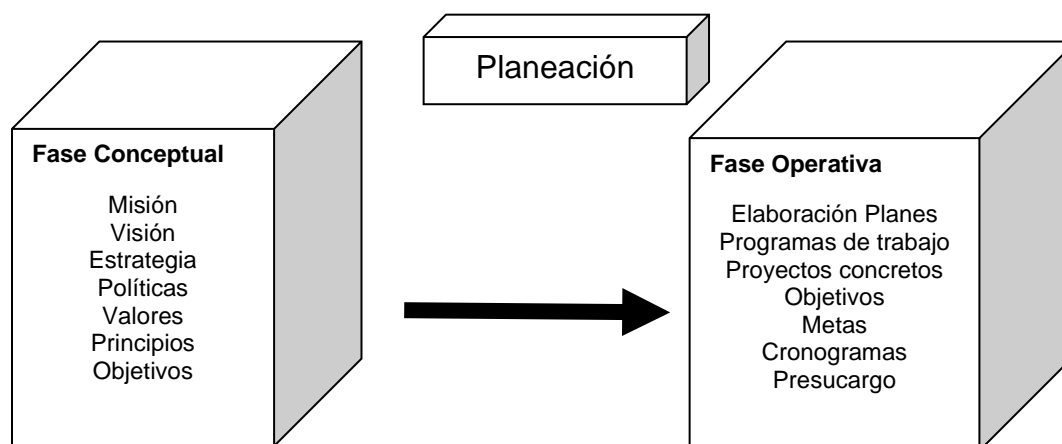 Planeación
Fase Conceptual
Misión
Visión
Estrategia
Políticas
Valores
Principios
Objetivos
Fase Operativa
Elaboración Planes
Programas de trabajo
Proyectos concretos
Objetivos
Metas
Cronogramas
Presucargo